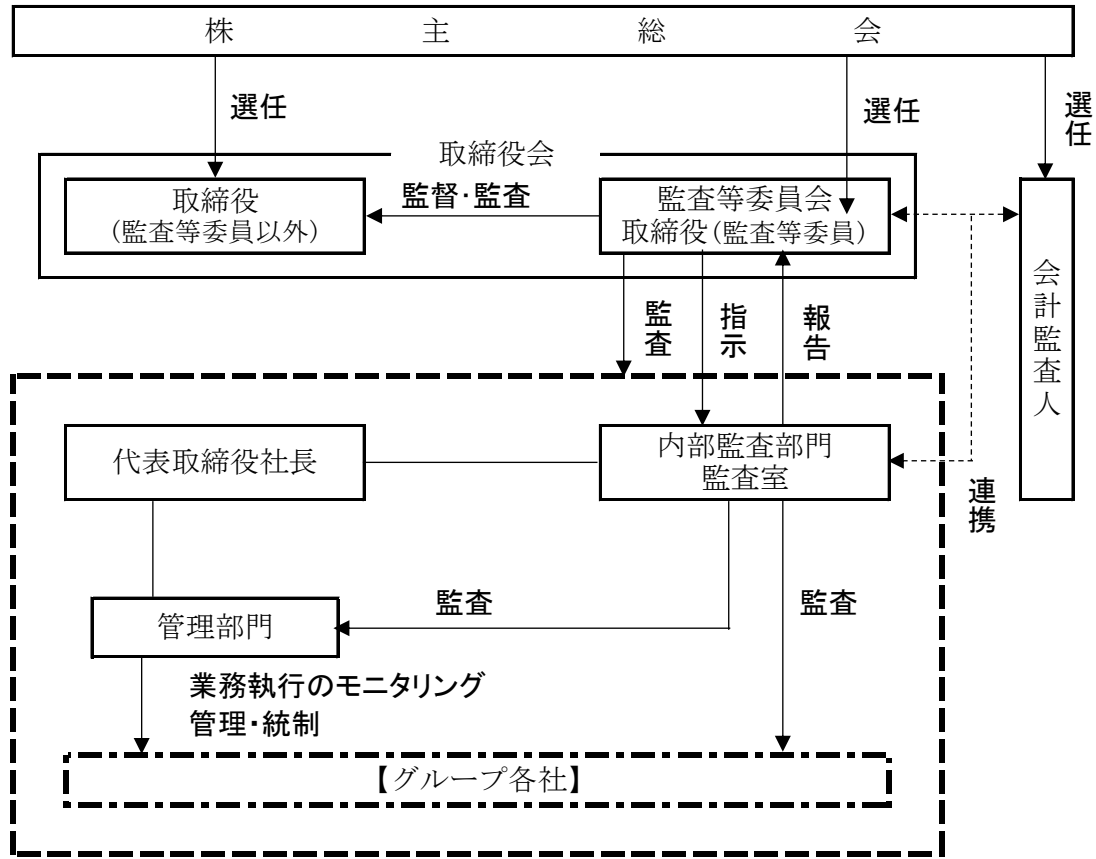 株主総会
選任
選任
選任
取締役会
取締役
(監査等委員以外)
監督･監査
監査等委員会
取締役(監査等委員)
会計監査人
監査
指示
報告
代表取締役社長
内部監査部門
監査室
連携
管理部門
監査
監査
業務執行のモニタリング
管理･統制
【グループ各社】